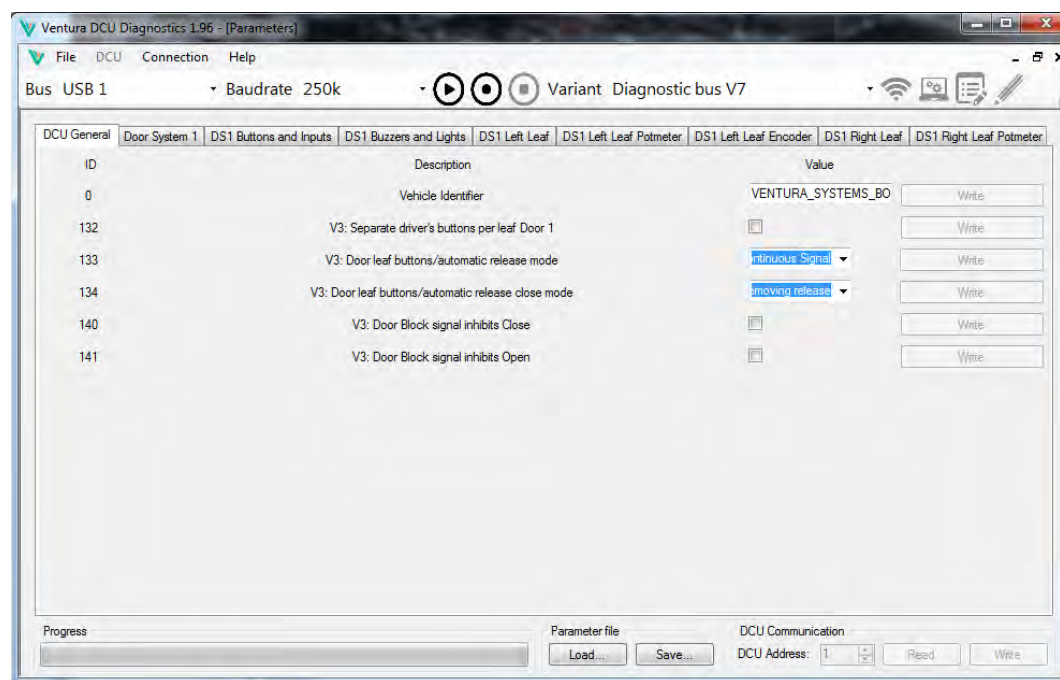 Ventura DCU Diagnostics 1.96 - [Parameters]
File DCU Connection Help
Bus USB 1 Baudrate 250k Variant Diagnostic bus V7
DCU General Door System 1 DS1 Buttons and Inputs DS1 Buzzers and Lights DS1 Left Leaf DS1 Left Leaf Potmeter DS1 Left Leaf Encoder DS1 Right Leaf DS1 Right Leaf Potmeter
ID Description Value
0 Vehicle Identifier VENTURA_SYSTEMS_BO Write
132 V3: Separate driver's buttons per leaf Door 1 Write
133 V3: Door leaf buttons/automatic release mode ntinuous Signal Write
134 V3: Door leaf buttons/automatic release close mode emoving release Write
140 V3: Door Block signal inhibits Close Write
141 V3: Door Block signal inhibits Open Write
Progress Parameter file DCU Communication
Load... Save... DCU Address: 1 Read Write